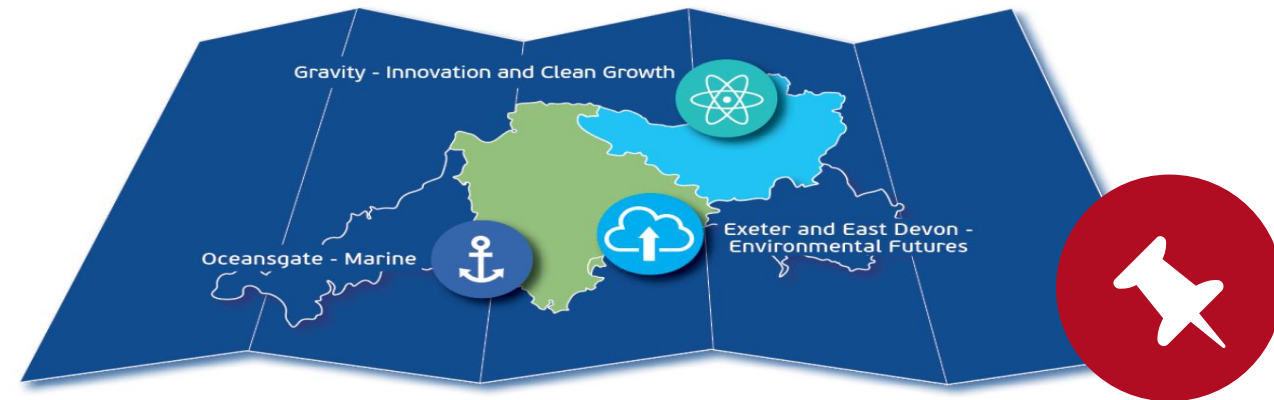 Gravity - Innovation and Clean Growth
Exeter and East Devon -
Environmental Futures
Oceansgate - Marine